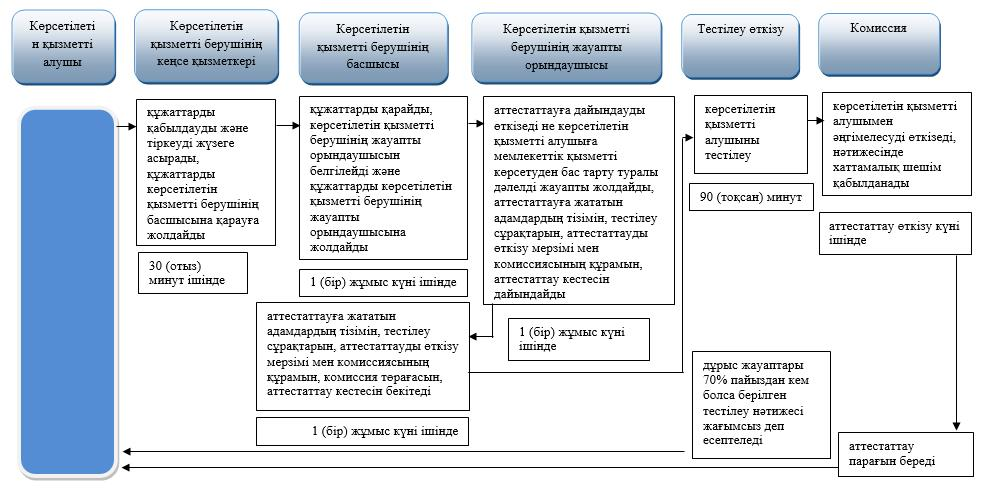 Көрсетілеті
н қызметті
алушы
Көрсетілетін
қызметті берушінің
кеңсе қызметкері
Көрсетілетін
қызметті берушінің
басшысы
Көрсетілетін қызметті
берушінің жауапты
орындаушысы
Тестілеу өткізу
Комиссия
құжаттарды
қабылдауды және
тіркеуді жүзеге
асырады,
құжаттарды
көрсетілетін
қызметті берушінің
басшысына қарауға
жолдайды
30 (отыз)
минут ішінде
құжаттарды қарайды,
көрсетілетін қызметті
берушінің жауапты
орындаушысын
белгілейді және
құжаттарды көрсетілетін
қызметті берушінің
жауапты
орындаушысына
жолдайды
1 (бір) жұмыс күні ішінде
аттестаттауға дайындауды
өткізеді не көрсетілетін
қызметті алушыға
мемлекеттік қызметті
көрсетуден бас тарту туралы
дәлелді жауапты жолдайды,
аттестаттауға жататын
адамдардың тізімін, тестілеу
сұрақтарын, аттестаттауды
өткізу мерзімі мен
комиссиясының құрамын,
аттестаттау кестесін
дайындайды
1 (бір) жұмыс күні
ішінде
аттестаттауға жататын
адамдардың тізімін, тестілеу
сұрақтарын, аттестаттауды өткізу
мерзімі мен комиссиясының
құрамын, комиссия төрағасын,
аттестаттау кестесін бекітеді
1 (бір) жұмыс күні ішінде
көрсетілетін
қызметті
алушыны
тестілеу
90 (тоқсан) минут
көрсетілетін қызметті
алушымен
әңгімелесуді өткізеді,
нәтижесінде
хаттамалық шешім
қабылданады
аттестаттау өткізу күні
ішінде
дұрыс жауаптары
70% пайыздан кем
болса берілген
тестілеу нәтижесі
жағымсыз деп
есептеледі
аттестаттау
парағын береді